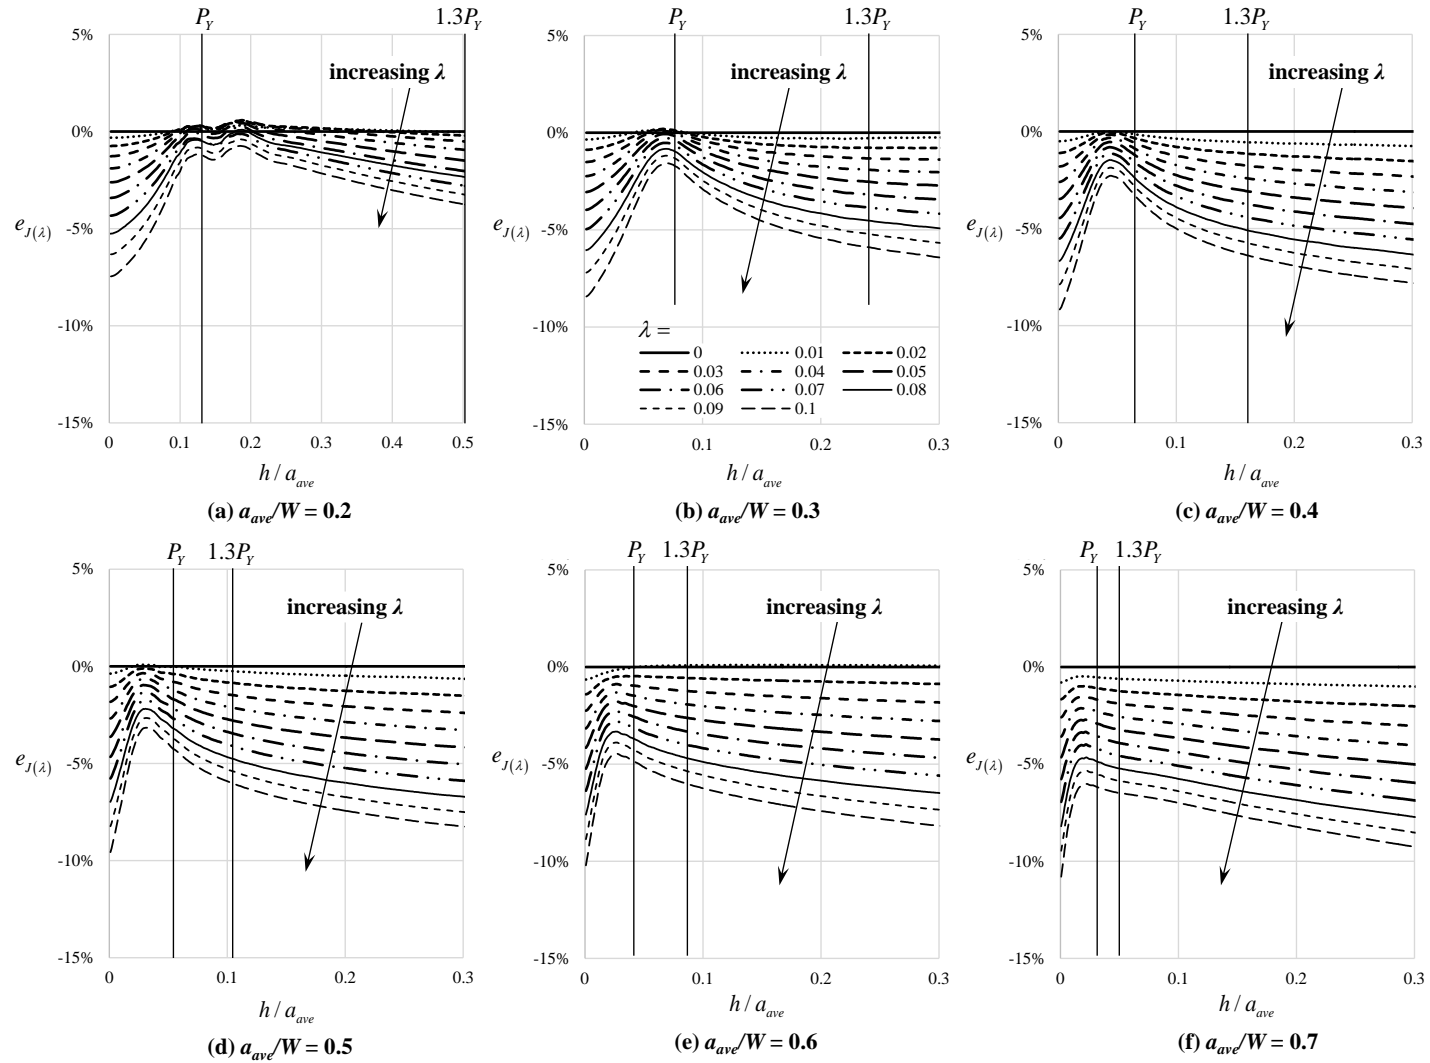 P_Y 1.3P_Y
5%
0%
-5%
-10%
-15%
e_J(λ)
increasing λ
0 0.1 0.2 0.3 0.4 0.5
h / a_ave
(a) a_ave/W = 0.2
P_Y 1.3P_Y
5%
0%
-5%
-10%
-15%
e_J(λ)
increasing λ
λ =
0 0.01 0.02
0.03 0.04 0.05
0.06 0.07 0.08
0.09 0.1
0 0.1 0.2 0.3
h / a_ave
(b) a_ave/W = 0.3
P_Y 1.3P_Y
5%
0%
-5%
-10%
-15%
e_J(λ)
increasing λ
0 0.1 0.2 0.3
h / a_ave
(c) a_ave/W = 0.4
P_Y 1.3P_Y
5%
0%
-5%
-10%
-15%
e_J(λ)
increasing λ
0 0.1 0.2 0.3
h / a_ave
(d) a_ave/W = 0.5
P_Y 1.3P_Y
5%
0%
-5%
-10%
-15%
e_J(λ)
increasing λ
0 0.1 0.2 0.3
h / a_ave
(e) a_ave/W = 0.6
P_Y 1.3P_Y
5%
0%
-5%
-10%
-15%
e_J(λ)
increasing λ
0 0.1 0.2 0.3
h / a_ave
(f) a_ave/W = 0.7